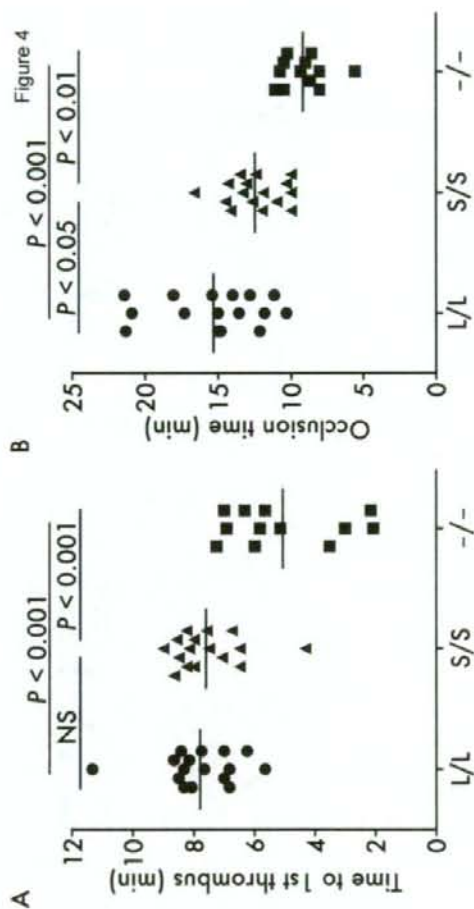 Figure 4
A
P < 0.001
NS
P < 0.001
Time to 1st thrombus (min)
12
10
8
6
4
2
0
L/L
S/S
-/-
B
P < 0.001
P < 0.05
P < 0.01
Occlusion time (min)
25
20
15
10
5
0
L/L
S/S
-/-